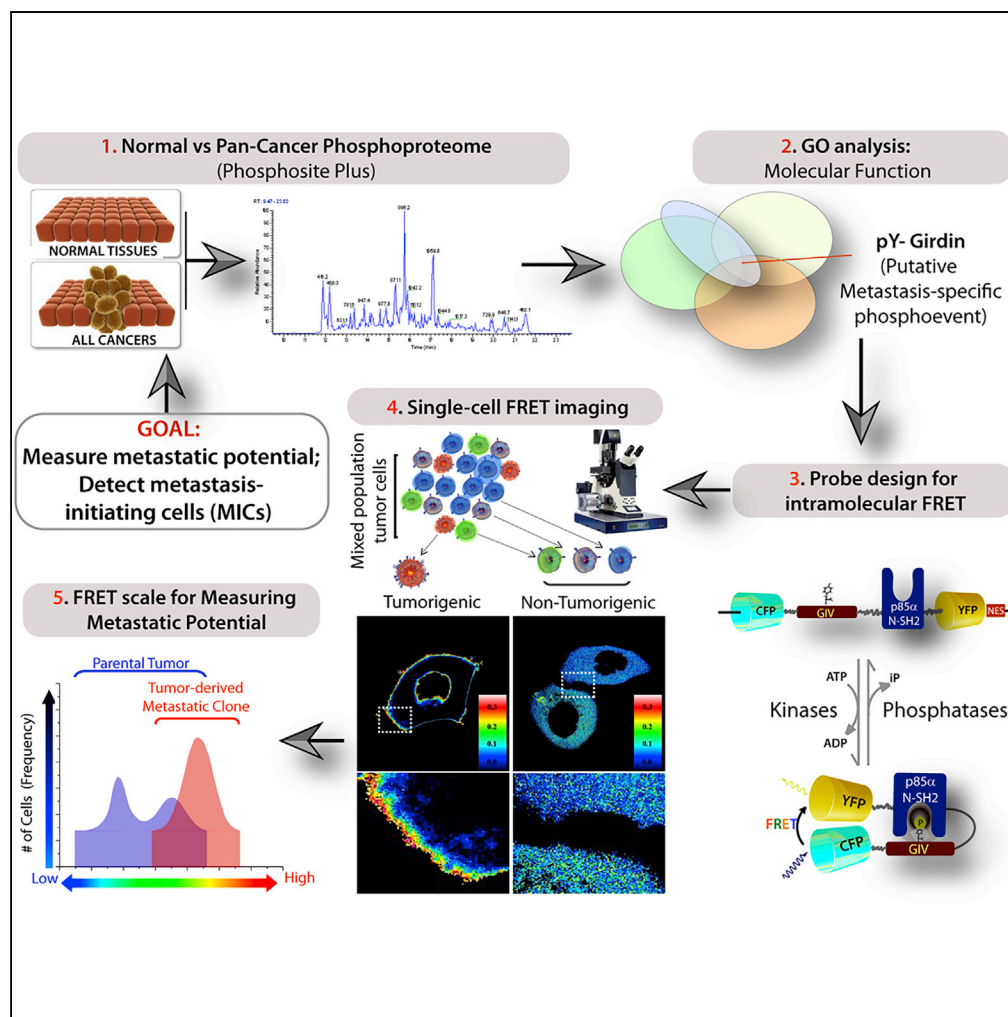 1. Normal vs Pan-Cancer Phosphoproteome
(Phosphosite Plus)
NORMAL TISSUES
ALL CANCERS
Relative Abundance
Time (min)
2. GO analysis:
Molecular Function
pY- Girdin
(Putative
Metastasis-specific
phosphoevent)
GOAL:
Measure metastatic potential;
Detect metastasis-
initiating cells (MICs)
4. Single-cell FRET imaging
Mixed population
tumor cells
Tumorigenic
Non-Tumorigenic
0.3
0.2
0.1
0.0
0.3
0.2
0.1
0.0
3. Probe design for
intramolecular FRET
CFP
GIV
p85α
N-SH2
YFP
NES
ATP
iP
Kinases
Phosphatases
ADP
YFP
p85α
N-SH2
P
FRET
CFP
GIV
5. FRET scale for Measuring
Metastatic Potential
Parental Tumor
Tumor-derived
Metastatic Clone
# of Cells (Frequency)
Low
High